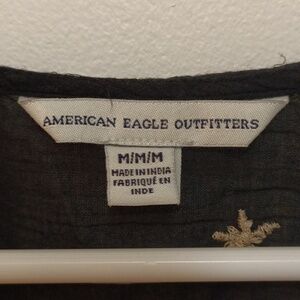 AMERICAN EAGLE OUTFITTERS
M/M/M
MADE IN INDIA
FABRIQUÉ EN
INDE